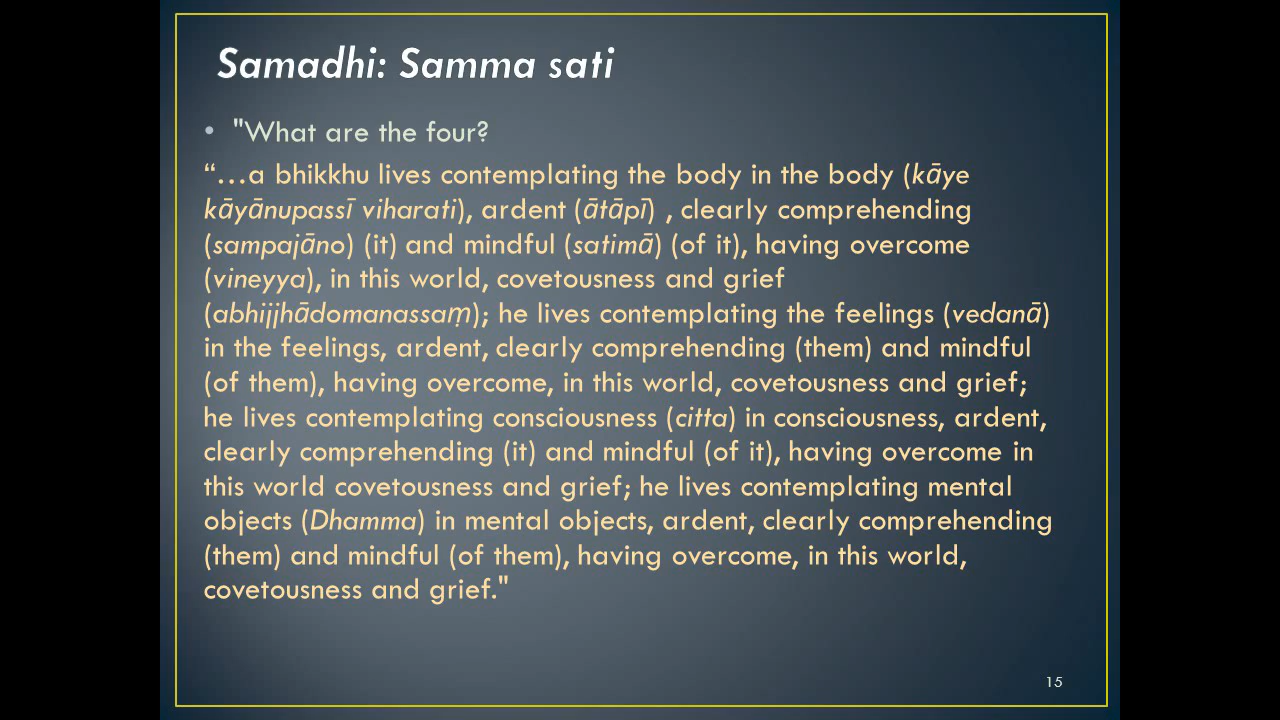 Samadhi: Samma sati
• "What are the four?
“…a bhikkhu lives contemplating the body in the body (kāye
kāyānupassī viharati), ardent (ātāpī) , clearly comprehending
(sampajāno) (it) and mindful (satimā) (of it), having overcome
(vineyya), in this world, covetousness and grief
(abhijjhādomanassaṃ); he lives contemplating the feelings (vedanā)
in the feelings, ardent, clearly comprehending (them) and mindful
(of them), having overcome, in this world, covetousness and grief;
he lives contemplating consciousness (citta) in consciousness, ardent,
clearly comprehending (it) and mindful (of it), having overcome in
this world covetousness and grief; he lives contemplating mental
objects (Dhamma) in mental objects, ardent, clearly comprehending
(them) and mindful (of them), having overcome, in this world,
covetousness and grief."
15